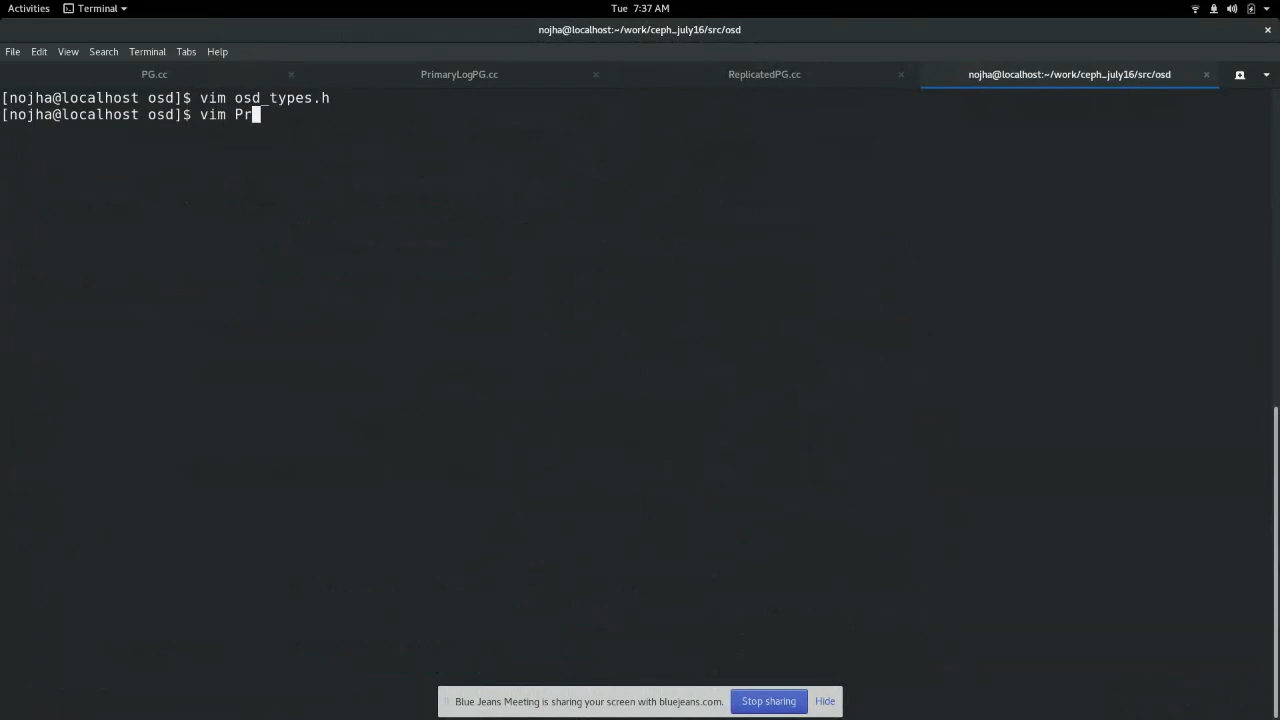 Activities Terminal Tue 7:37 AM
nojha@localhost:~/work/ceph_july16/src/osd
File Edit View Search Terminal Tabs Help
PG.cc PrimaryLogPG.cc ReplicatedPG.cc nojha@localhost:~/work/ceph_july16/src/osd
[nojha@localhost osd]$ vim osd_types.h
[nojha@localhost osd]$ vim Pr
Blue Jeans Meeting is sharing your screen with bluejeans.com. Stop sharing Hide